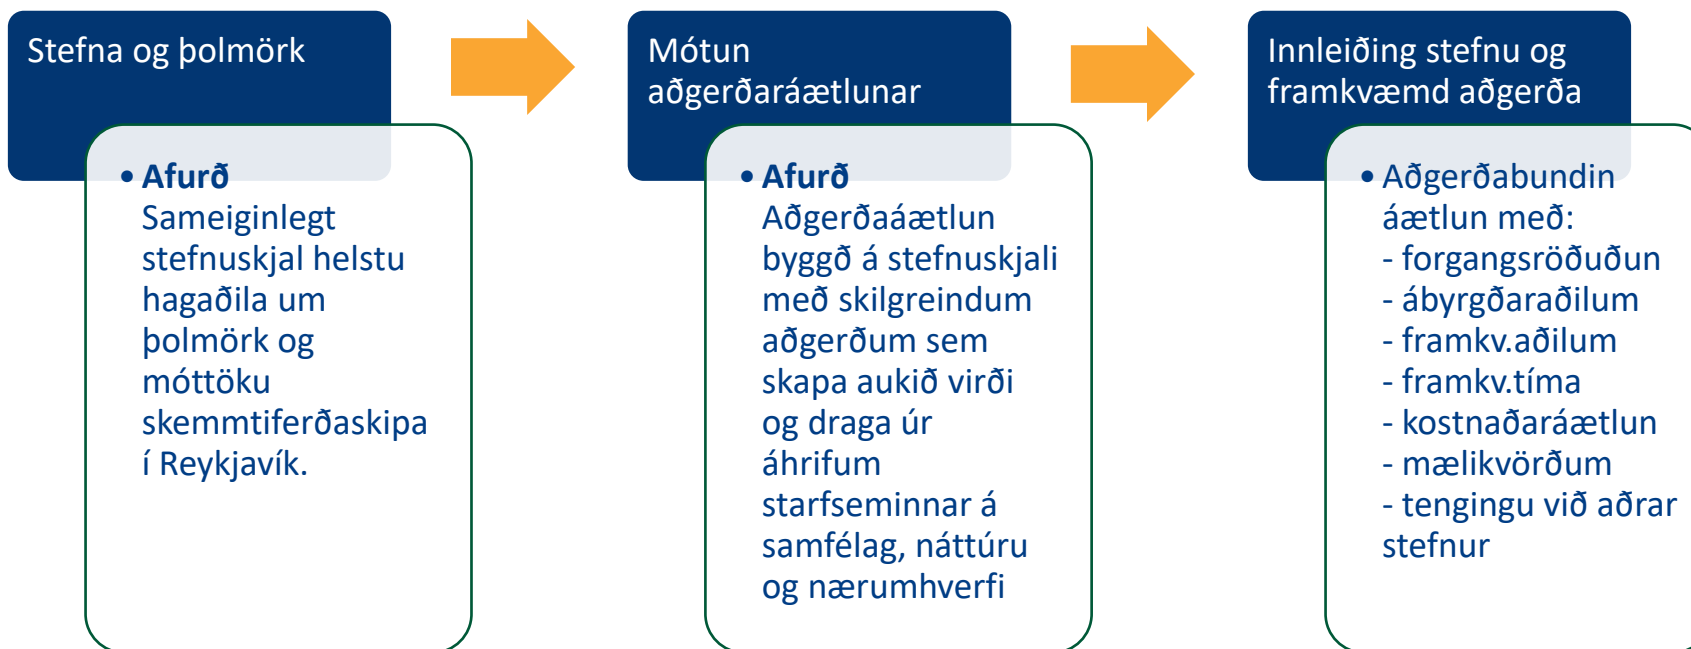 Stefna og þolmörk
• Afurð
Sameiginlegt
stefnuskjal helstu
hagaðila um
þolmörk og
móttöku
skemmtiferðaskipa
í Reykjavík.
Mótun
aðgerðaráætlunar
• Afurð
Aðgerðaáætlun
byggð á stefnuskjali
með skilgreindum
aðgerðum sem
skapa aukið virði
og draga úr
áhrifum
starfseminnar á
samfélag, náttúru
og nærumhverfi
Innleiðing stefnu og
framkvæmd aðgerða
• Aðgerðabundin
áætlun með:
- forgangsröðuðun
- ábyrgðaraðilum
- framkv.aðilum
- framkv.tíma
- kostnaðaráætlun
- mælikvörðum
- tengingu við aðrar
stefnur